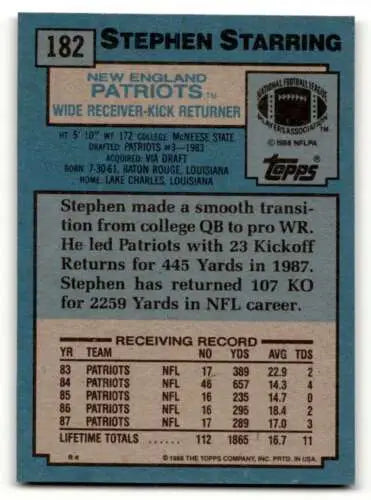 182 STEPHEN STARRING
NEW ENGLAND
PATRIOTS™
WIDE RECEIVER-KICK RETURNER
NATIONAL FOOTBALL LEAGUE
PLAYERS ASSOCIATION™
© 1988 NFLPA
Topps®
HT 5' 10" WT 172 COLLEGE: McNEESE STATE
DRAFTED: PATRIOTS #3-1983
ACQUIRED: VIA DRAFT
BORN 7-30-61, BATON ROUGE, LOUISIANA
HOME: LAKE CHARLES, LOUISIANA
Stephen made a smooth transi-
tion from college QB to pro WR.
He led Patriots with 23 Kickoff
Returns for 445 Yards in 1987.
Stephen has returned 107 KO
for 2259 Yards in NFL career.
RECEIVING RECORD
YR TEAM NO YDS AVG TDS
83 PATRIOTS NFL 17 389 22.9 2
84 PATRIOTS NFL 46 657 14.3 4
85 PATRIOTS NFL 16 235 14.7 0
86 PATRIOTS NFL 16 295 18.4 2
87 PATRIOTS NFL 17 289 17.0 3
LIFETIME TOTALS 112 1865 16.7 11
© 1988 THE TOPPS COMPANY, INC. PRTD. IN U.S.A.